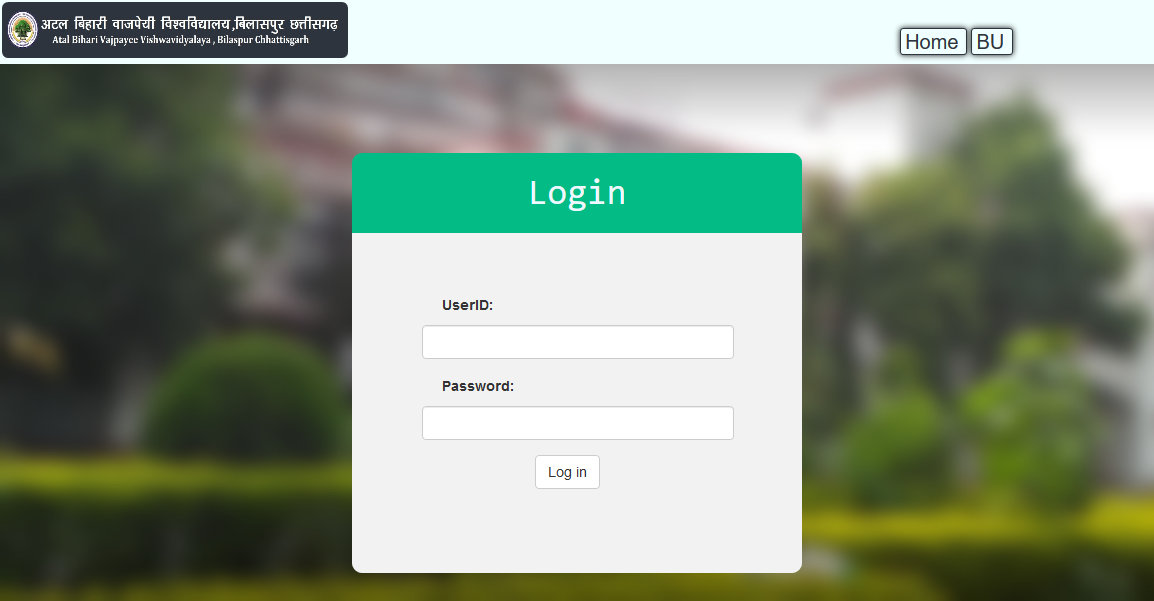 अटल बिहारी वाजपेयी विश्वविद्यालय,बिलासपुर छत्तीसगढ़
Atal Bihari Vajpayee Vishwavidyalaya , Bilaspur Chhattisgarh
Home BU
Login
UserID:
Password:
Log in